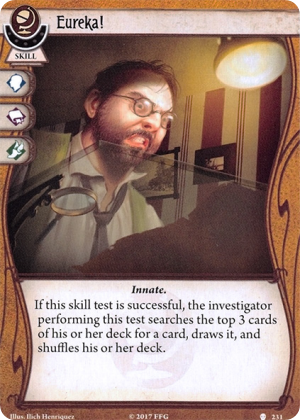 Eureka!
SKILL
Innate.
If this skill test is successful, the investigator
performing this test searches the top 3 cards
of his or her deck for a card, draws it, and
shuffles his or her deck.
Illus. Ilich Henriquez
© 2017 FFG
231